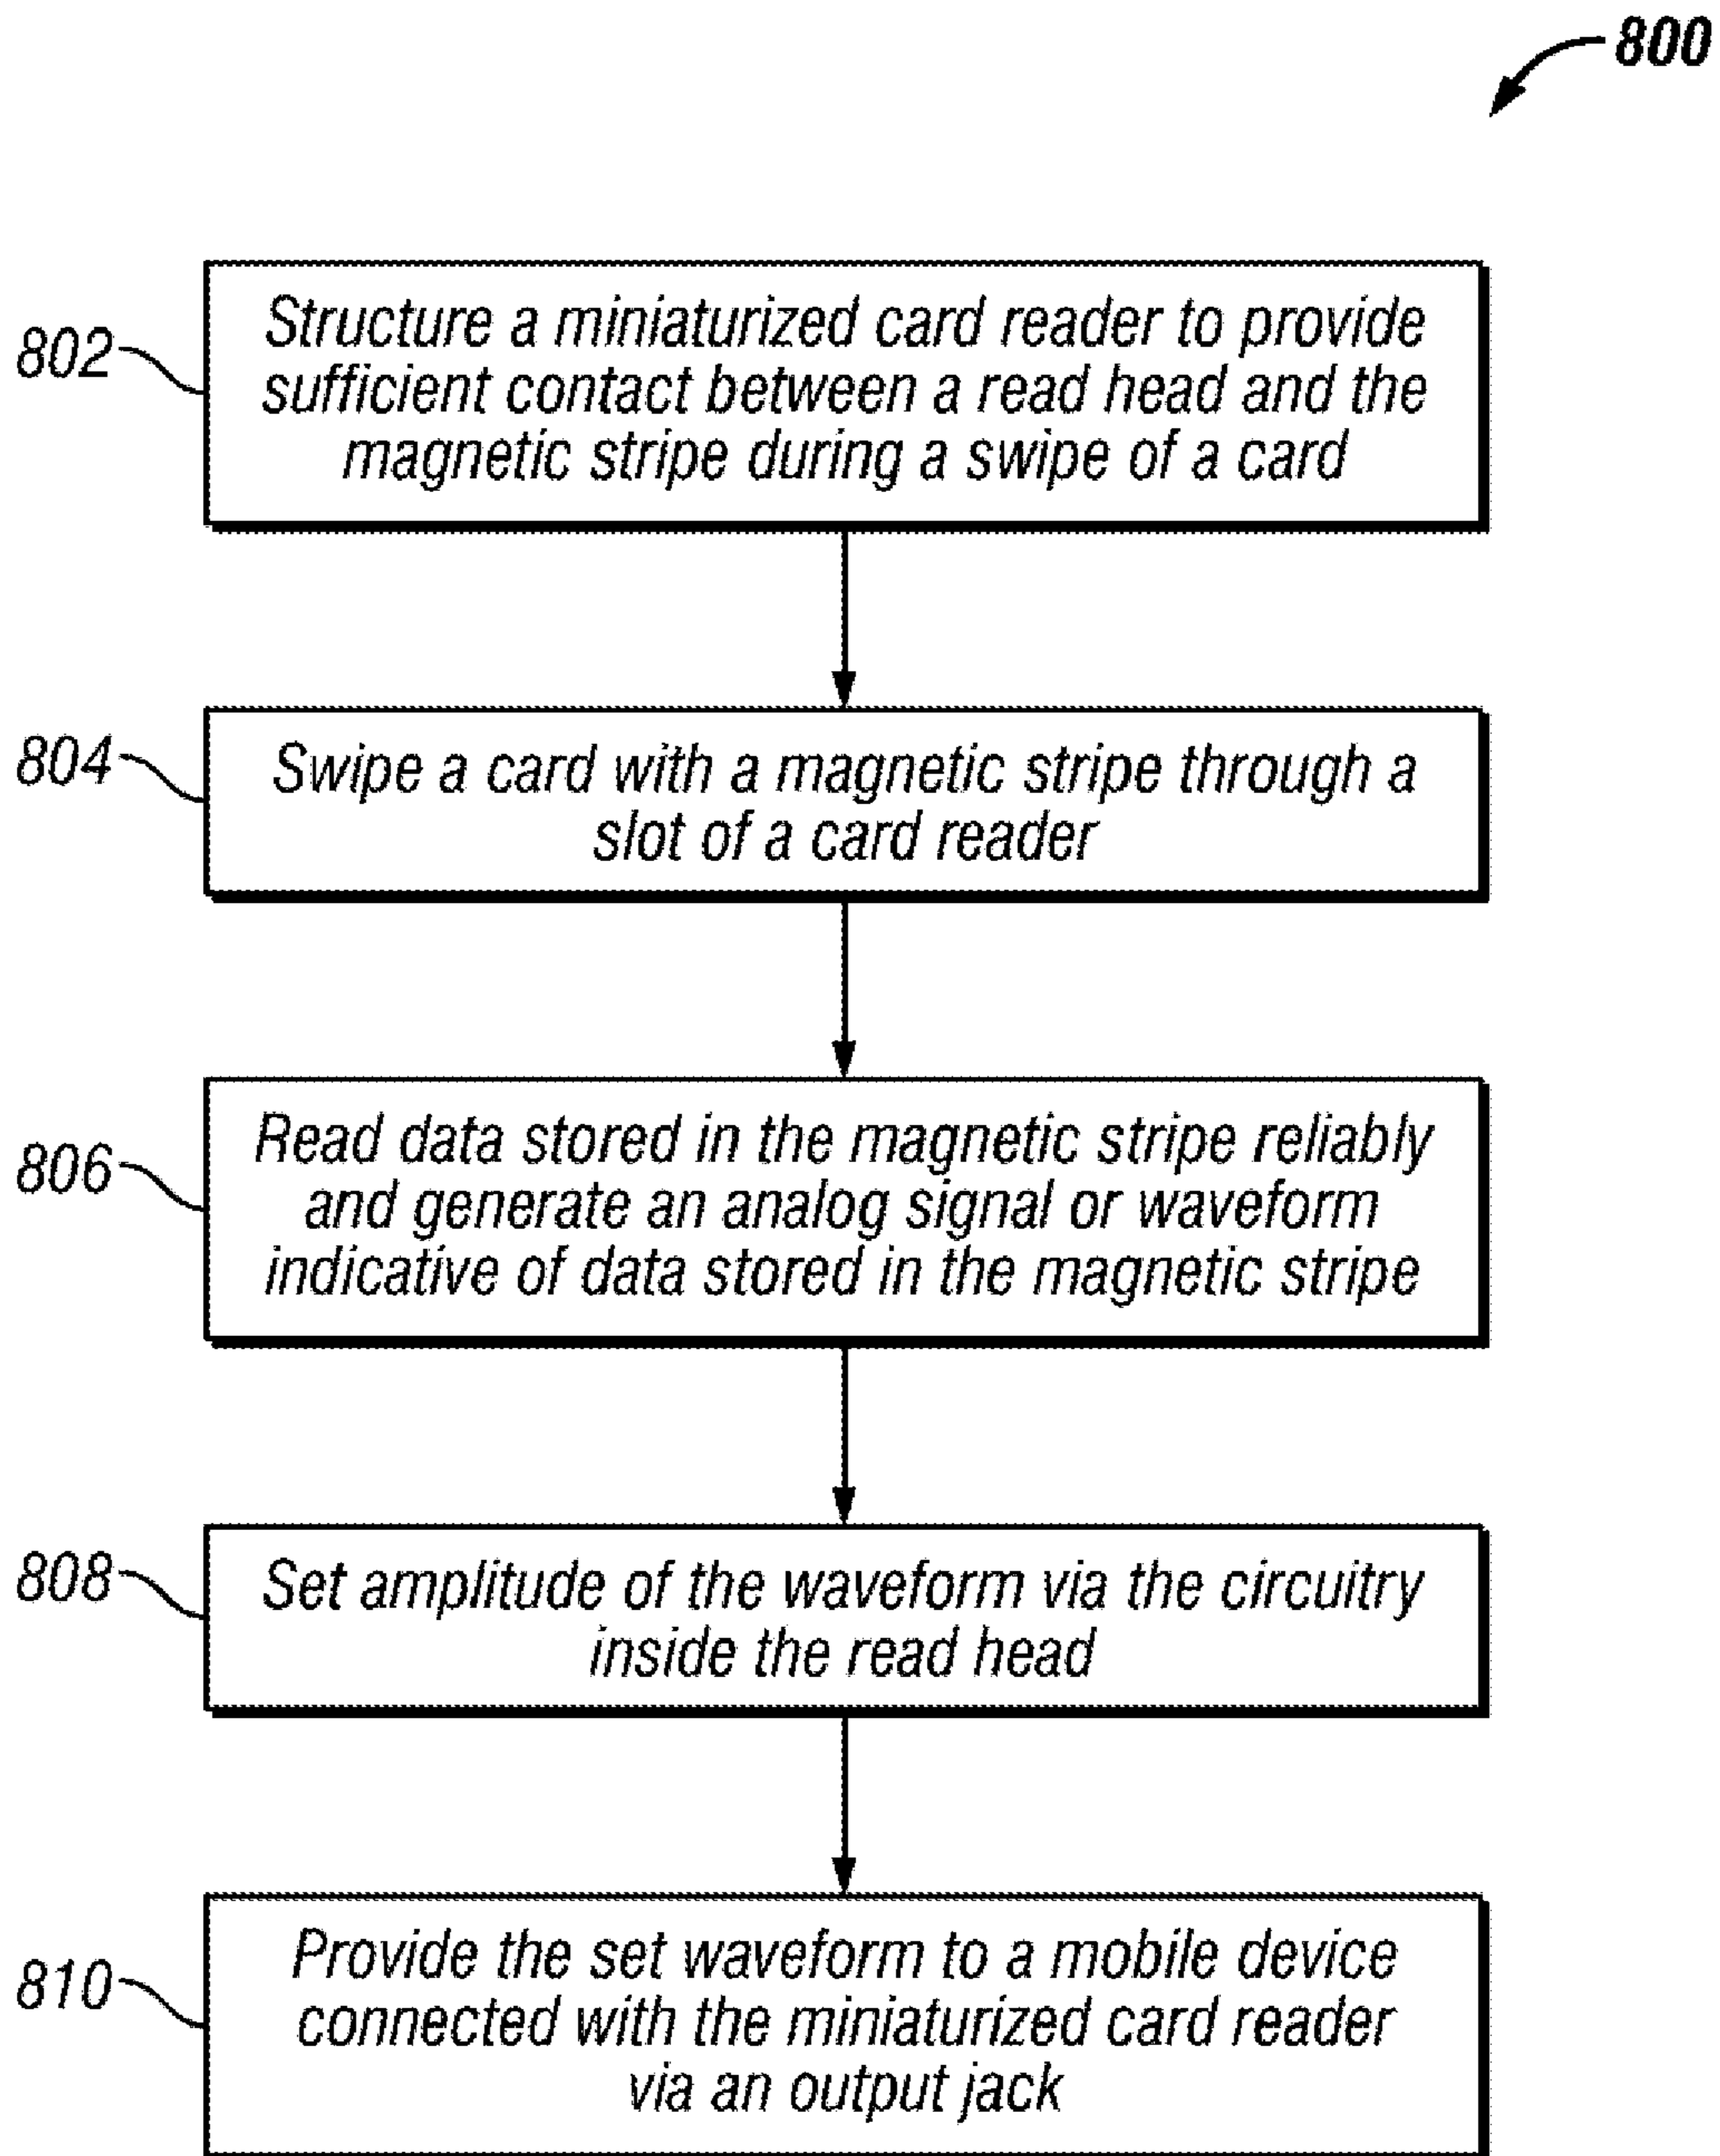 800
802
Structure a miniaturized card reader to provide
sufficient contact between a read head and the
magnetic stripe during a swipe of a card
804
Swipe a card with a magnetic stripe through a
slot of a card reader
806
Read data stored in the magnetic stripe reliably
and generate an analog signal or waveform
indicative of data stored in the magnetic stripe
808
Set amplitude of the waveform via the circuitry
inside the read head
810
Provide the set waveform to a mobile device
connected with the miniaturized card reader
via an output jack